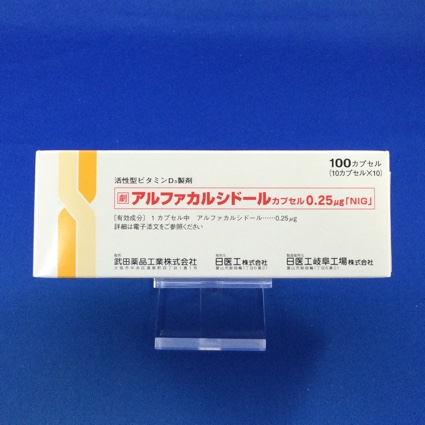 100カプセル
(10カプセル×10)
活性型ビタミンD₃製剤
劇 アルファカルシドールカプセル0.25μg「NIG」
[有効成分] 1カプセル中 アルファカルシドール……0.25μg
詳細は電子添文をご参照ください
武田薬品工業株式会社 日医工株式会社 日医工岐阜工場株式会社